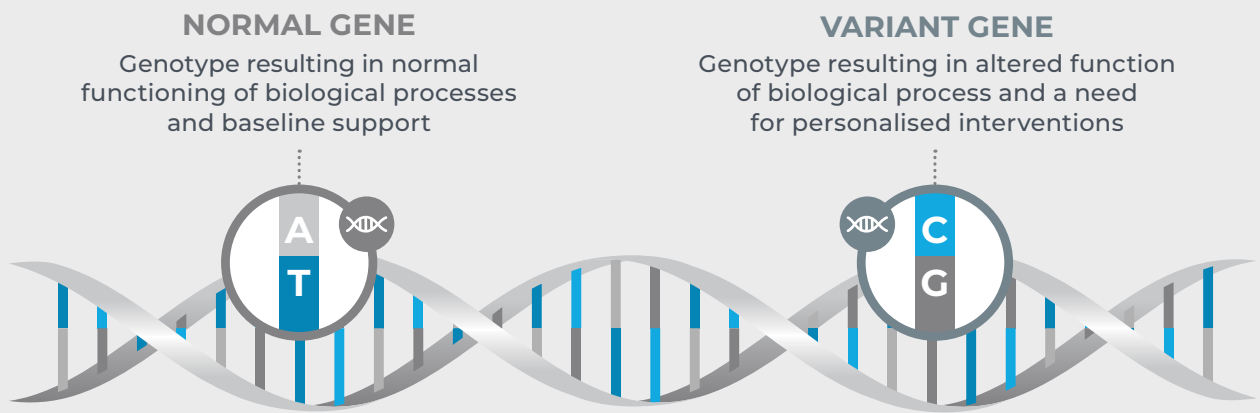 NORMAL GENE
Genotype resulting in normal
functioning of biological processes
and baseline support
A
T
VARIANT GENE
Genotype resulting in altered function
of biological process and a need
for personalised interventions
C
G